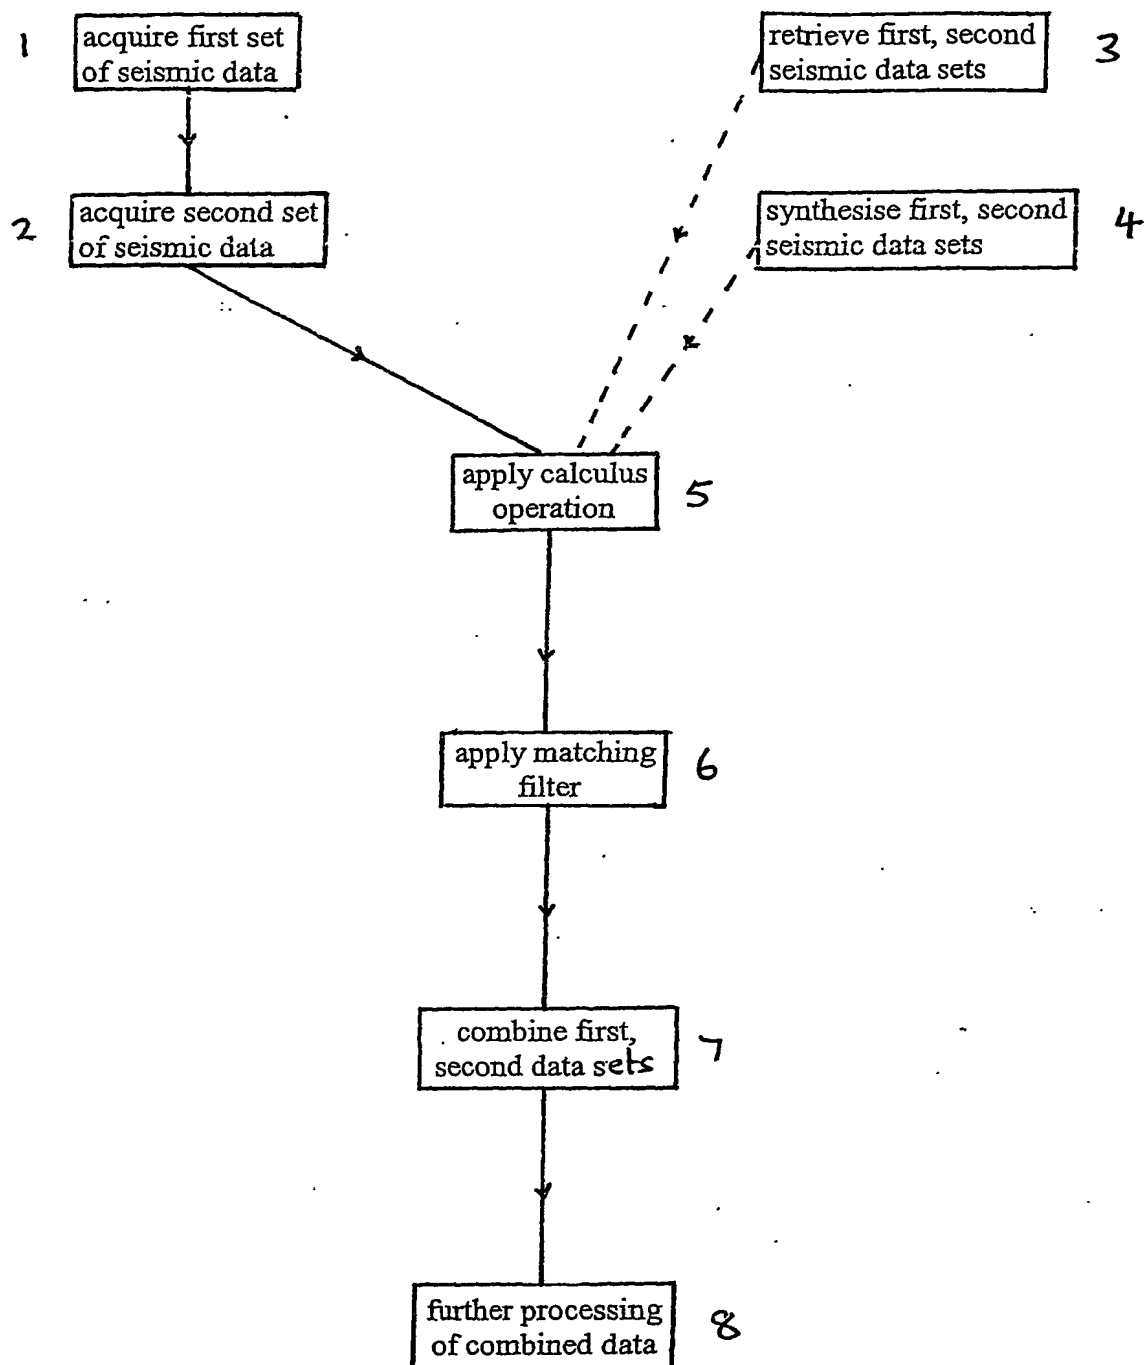 1
acquire first set
of seismic data
retrieve first, second
seismic data sets
3
2
acquire second set
of seismic data
synthesise first, second
seismic data sets
4
apply calculus
operation
5
apply matching
filter
6
combine first,
second data sets
7
further processing
of combined data
8